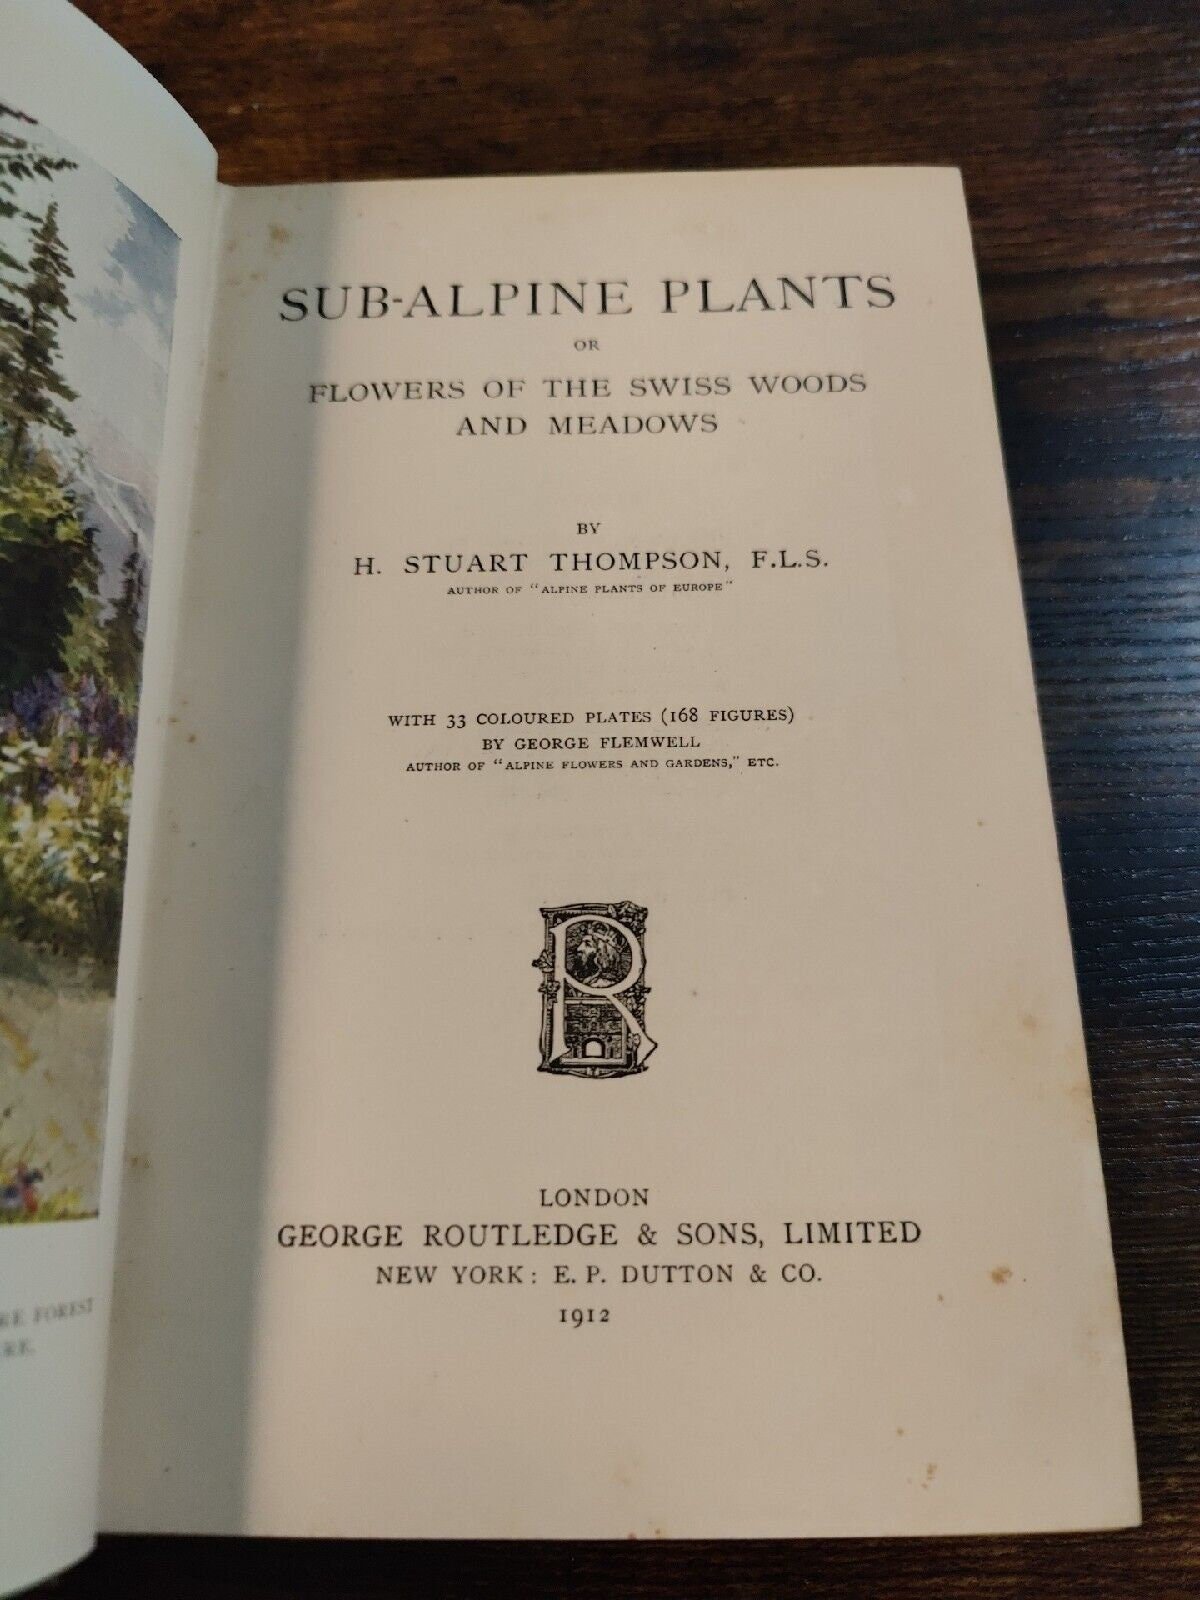 SUB-ALPINE PLANTS
OR
FLOWERS OF THE SWISS WOODS
AND MEADOWS
BY
H. STUART THOMPSON, F.L.S.
AUTHOR OF "ALPINE PLANTS OF EUROPE"
WITH 33 COLOURED PLATES (168 FIGURES)
BY GEORGE FLEMWELL
AUTHOR OF "ALPINE FLOWERS AND GARDENS," ETC.
R
LONDON
GEORGE ROUTLEDGE & SONS, LIMITED
NEW YORK: E. P. DUTTON & CO.
1912
FOREST